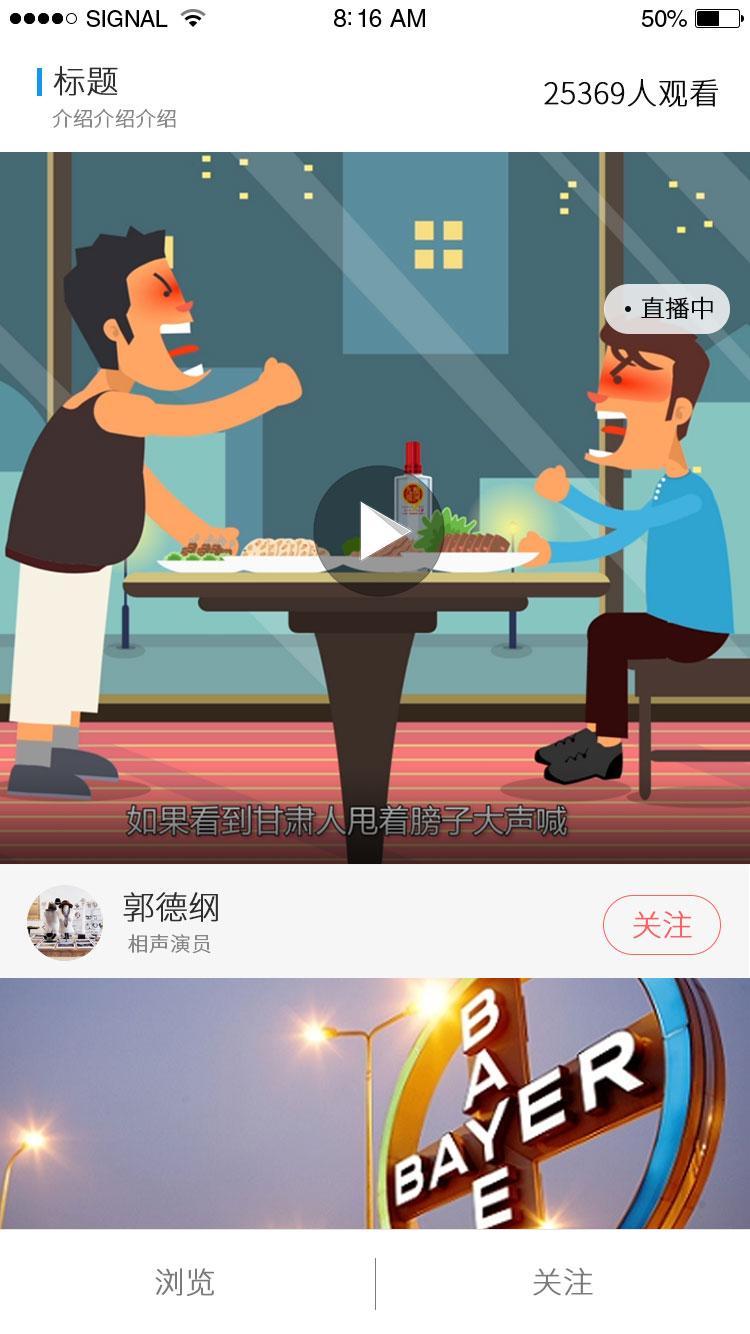 SIGNAL 8:16 AM 50%
标题
介绍介绍介绍
25369人观看
• 直播中
如果看到甘肃人甩着膀子大声喊
郭德纲
相声演员
关注
BAYE
BAYER
浏览
关注